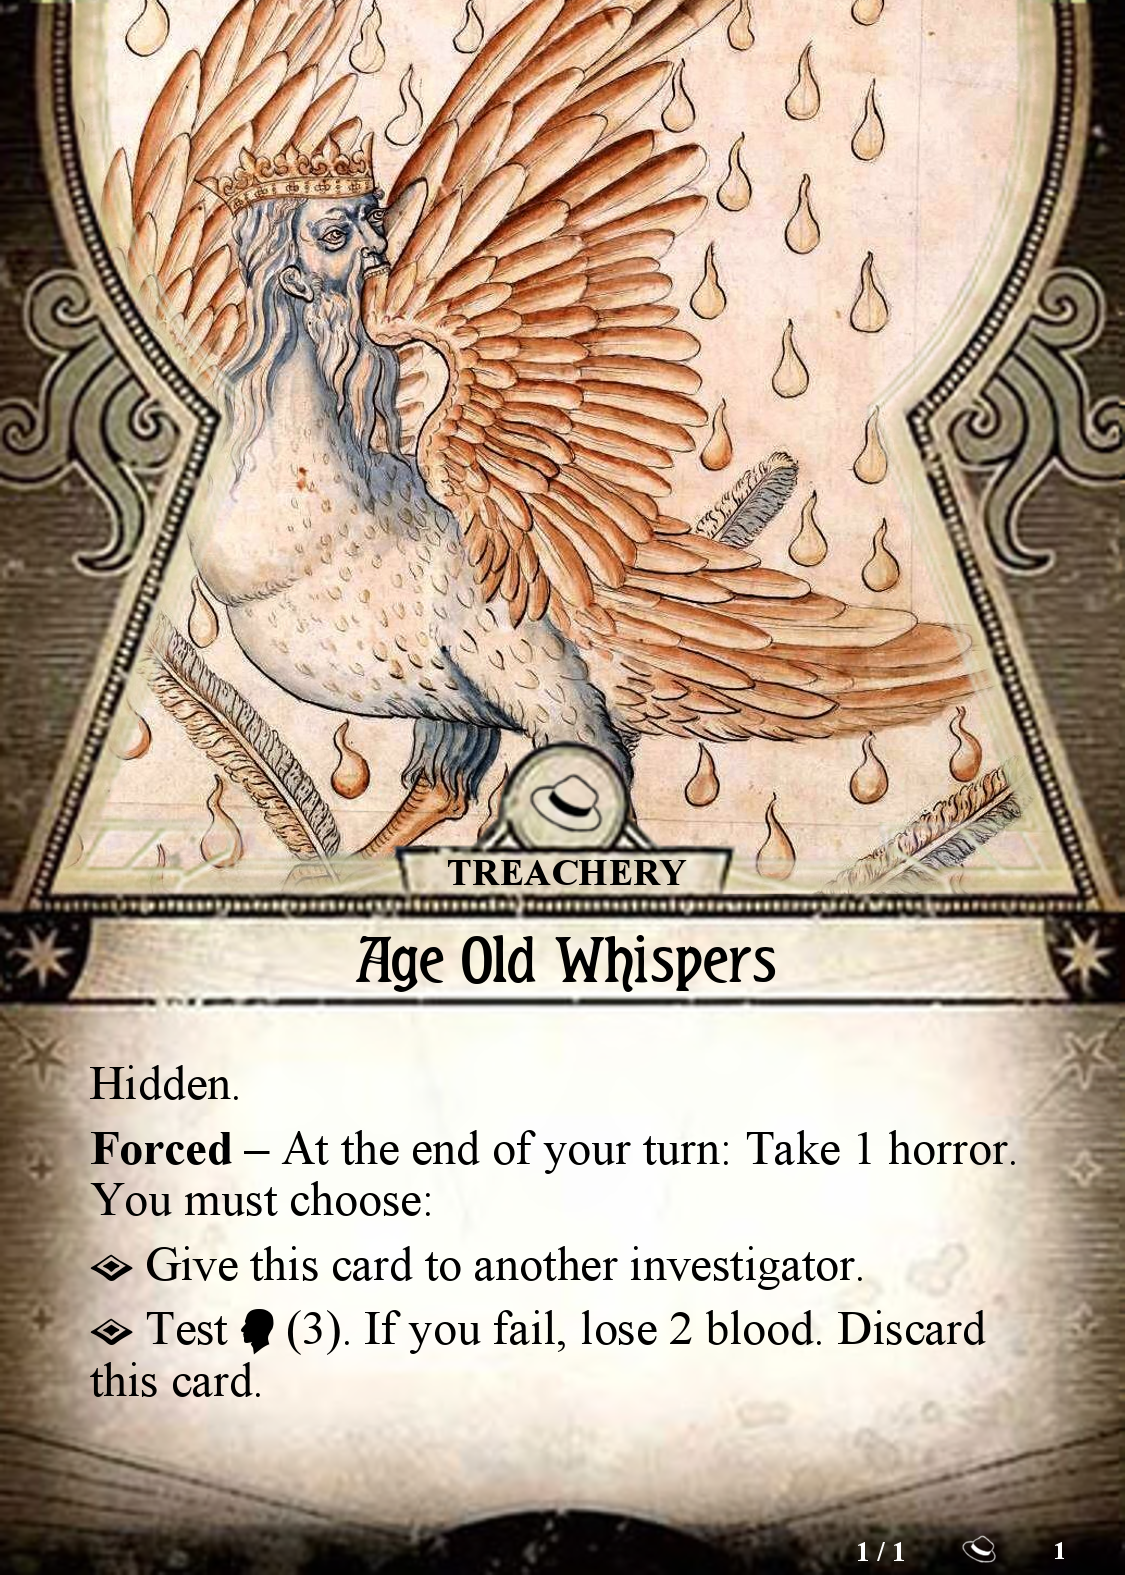 TREACHERY
Age Old Whispers
Hidden.
Forced – At the end of your turn: Take 1 horror.
You must choose:
Give this card to another investigator.
Test (3). If you fail, lose 2 blood. Discard
this card.
1 / 1 1